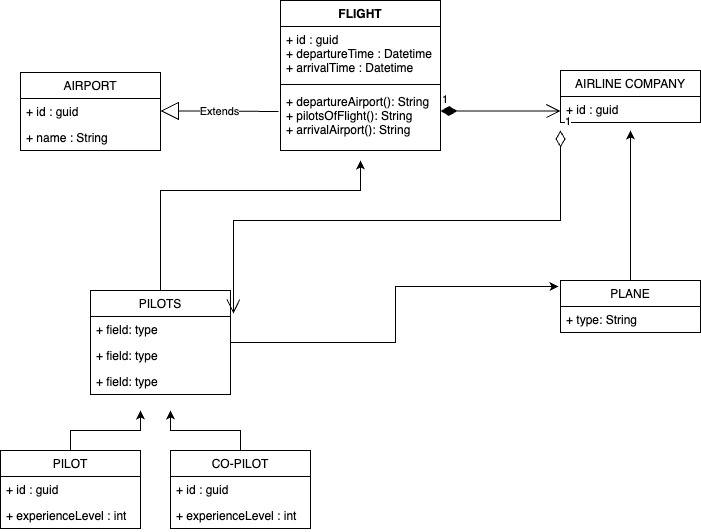 FLIGHT
+ id : guid
+ departureTime : Datetime
+ arrivalTime : Datetime
+ departureAirport(): String
+ pilotsOfFlight(): String
+ arrivalAirport(): String
AIRPORT
+ id : guid
+ name : String
Extends
1
AIRLINE COMPANY
+ id : guid
1
PILOTS
+ field: type
+ field: type
+ field: type
PLANE
+ type: String
PILOT
+ id : guid
+ experienceLevel : int
CO-PILOT
+ id : guid
+ experienceLevel : int